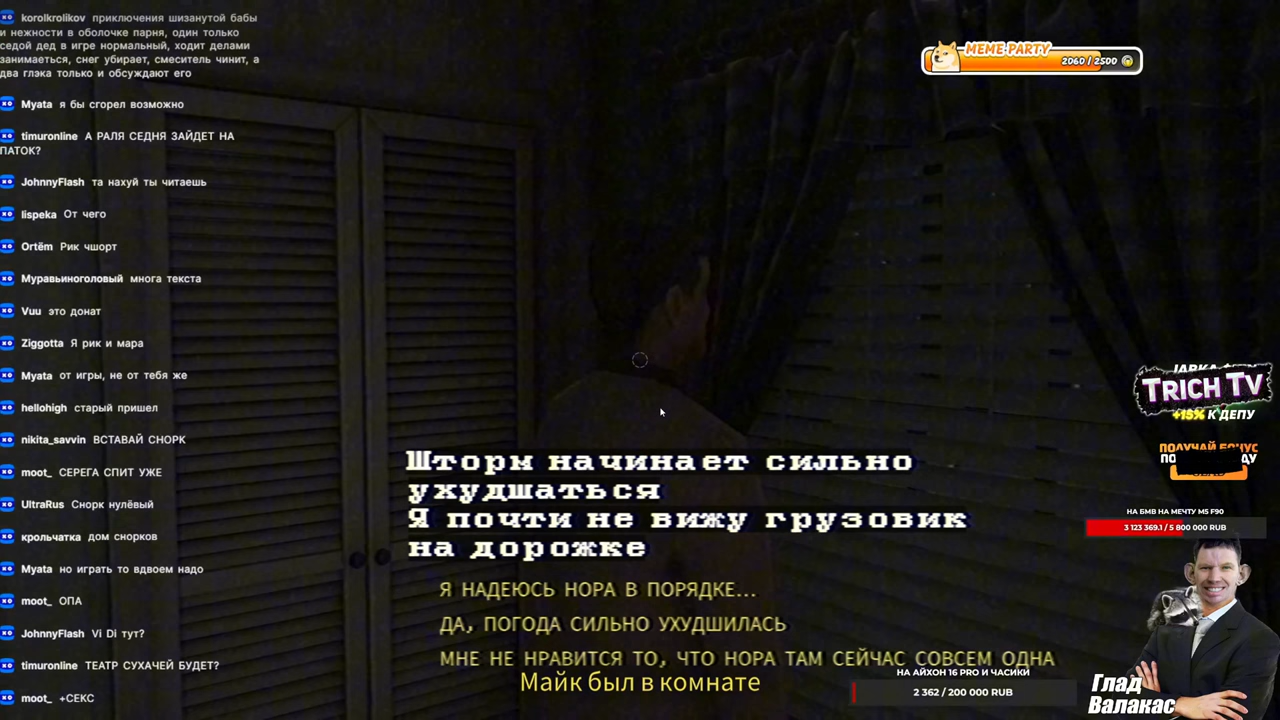 korolkrolikov приключения шизанутой бабы
и нежности в оболочке парня, один только
седой дед в игре нормальный, ходит делами
заниматься, снег убирает, смеситель чинит, а
два глэка только и обсуждают его
Myata я бы сгорел возможно
timuronline А РАЛЯ СЕДНЯ ЗАЙДЕТ НА
ПАТОК?
JohnnyFlash та нахуй ты читаешь
lispeka От чего
Ortëm Рик чшорт
Муравьиноголовый многа текста
Vuu это донат
Ziggotta Я рик и мара
Myata от игры, не от тебя же
hellohigh старый пришел
nikita_savvin ВСТАВАЙ СНОРК
moot_ СЕРЕГА СПИТ УЖЕ
UltraRus Снорк нулёвый
крольчатка дом снорков
Myata но играть то вдвоем надо
moot_ ОПА
JohnnyFlash Vi Di тут?
timuronline ТЕАТР СУХАЧЕЙ БУДЕТ?
moot_ +СЕКС
MEME PARTY
2060 / 2500
Шторм начинает сильно
ухудшаться
Я почти не вижу грузовик
на дорожке
Я НАДЕЮСЬ НОРА В ПОРЯДКЕ...
ДА, ПОГОДА СИЛЬНО УХУДШИЛАСЬ
МНЕ НЕ НРАВИТСЯ ТО, ЧТО НОРА ТАМ СЕЙЧАС СОВСЕМ ОДНА
Майк был в комнате
TRICH TV
+15% К ДЕПУ
ПОЛУЧАЙ БОНУС
НА БМВ НА МЕЧТУ M5 F90
3 123 369.1 / 5 800 000 RUB
НА АЙХОН 16 PRO И ЧАСИКИ
2 362 / 200 000 RUB
Глад
Валакас